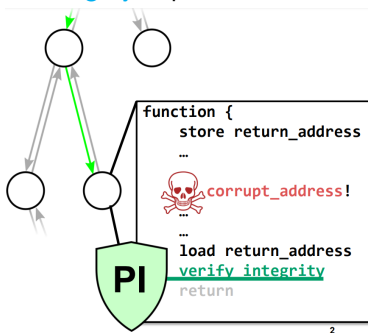 function {
store return_address
…
corrupt_address!
…
…
load return_address
PI
verify integrity
return
2